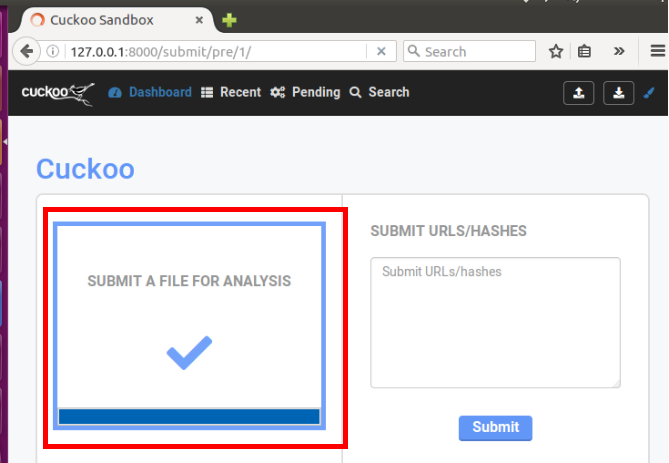 Cuckoo Sandbox
127.0.0.1:8000/submit/pre/1/
Search
cuckoo Dashboard Recent Pending Search
Cuckoo
SUBMIT A FILE FOR ANALYSIS
SUBMIT URLS/HASHES
Submit URLs/hashes
Submit